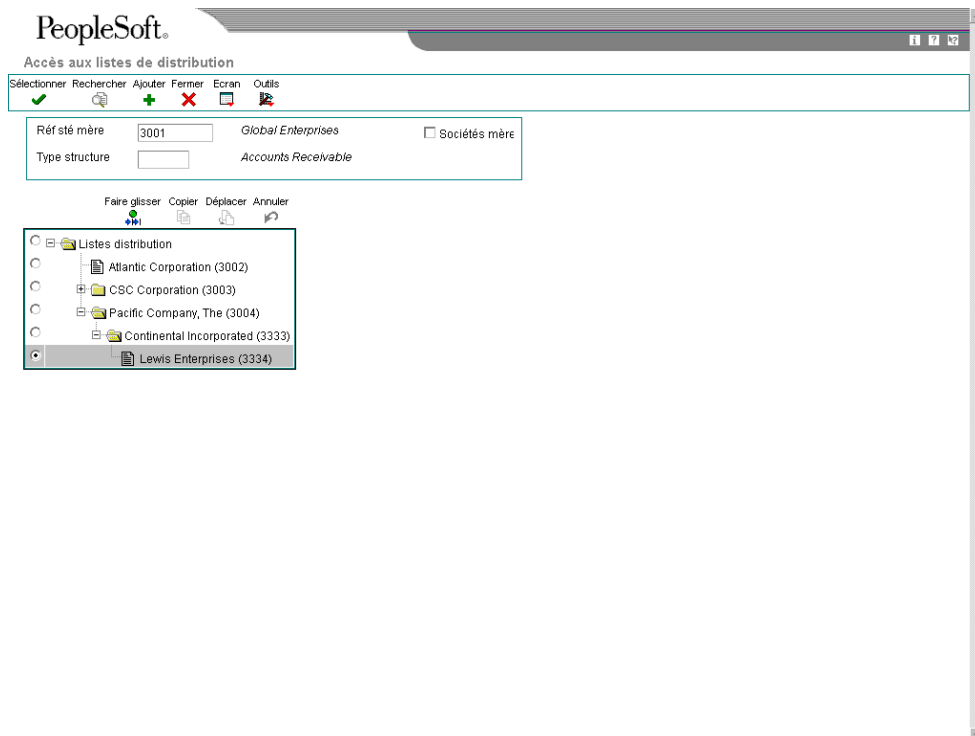 PeopleSoft®
Accès aux listes de distribution
Sélectionner Rechercher Ajouter Fermer Ecran Outils
Réf sté mère 3001 Global Enterprises Sociétés mère
Type structure Accounts Receivable
Faire glisser Copier Déplacer Annuler
Listes distribution
Atlantic Corporation (3002)
CSC Corporation (3003)
Pacific Company, The (3004)
Continental Incorporated (3333)
Lewis Enterprises (3334)